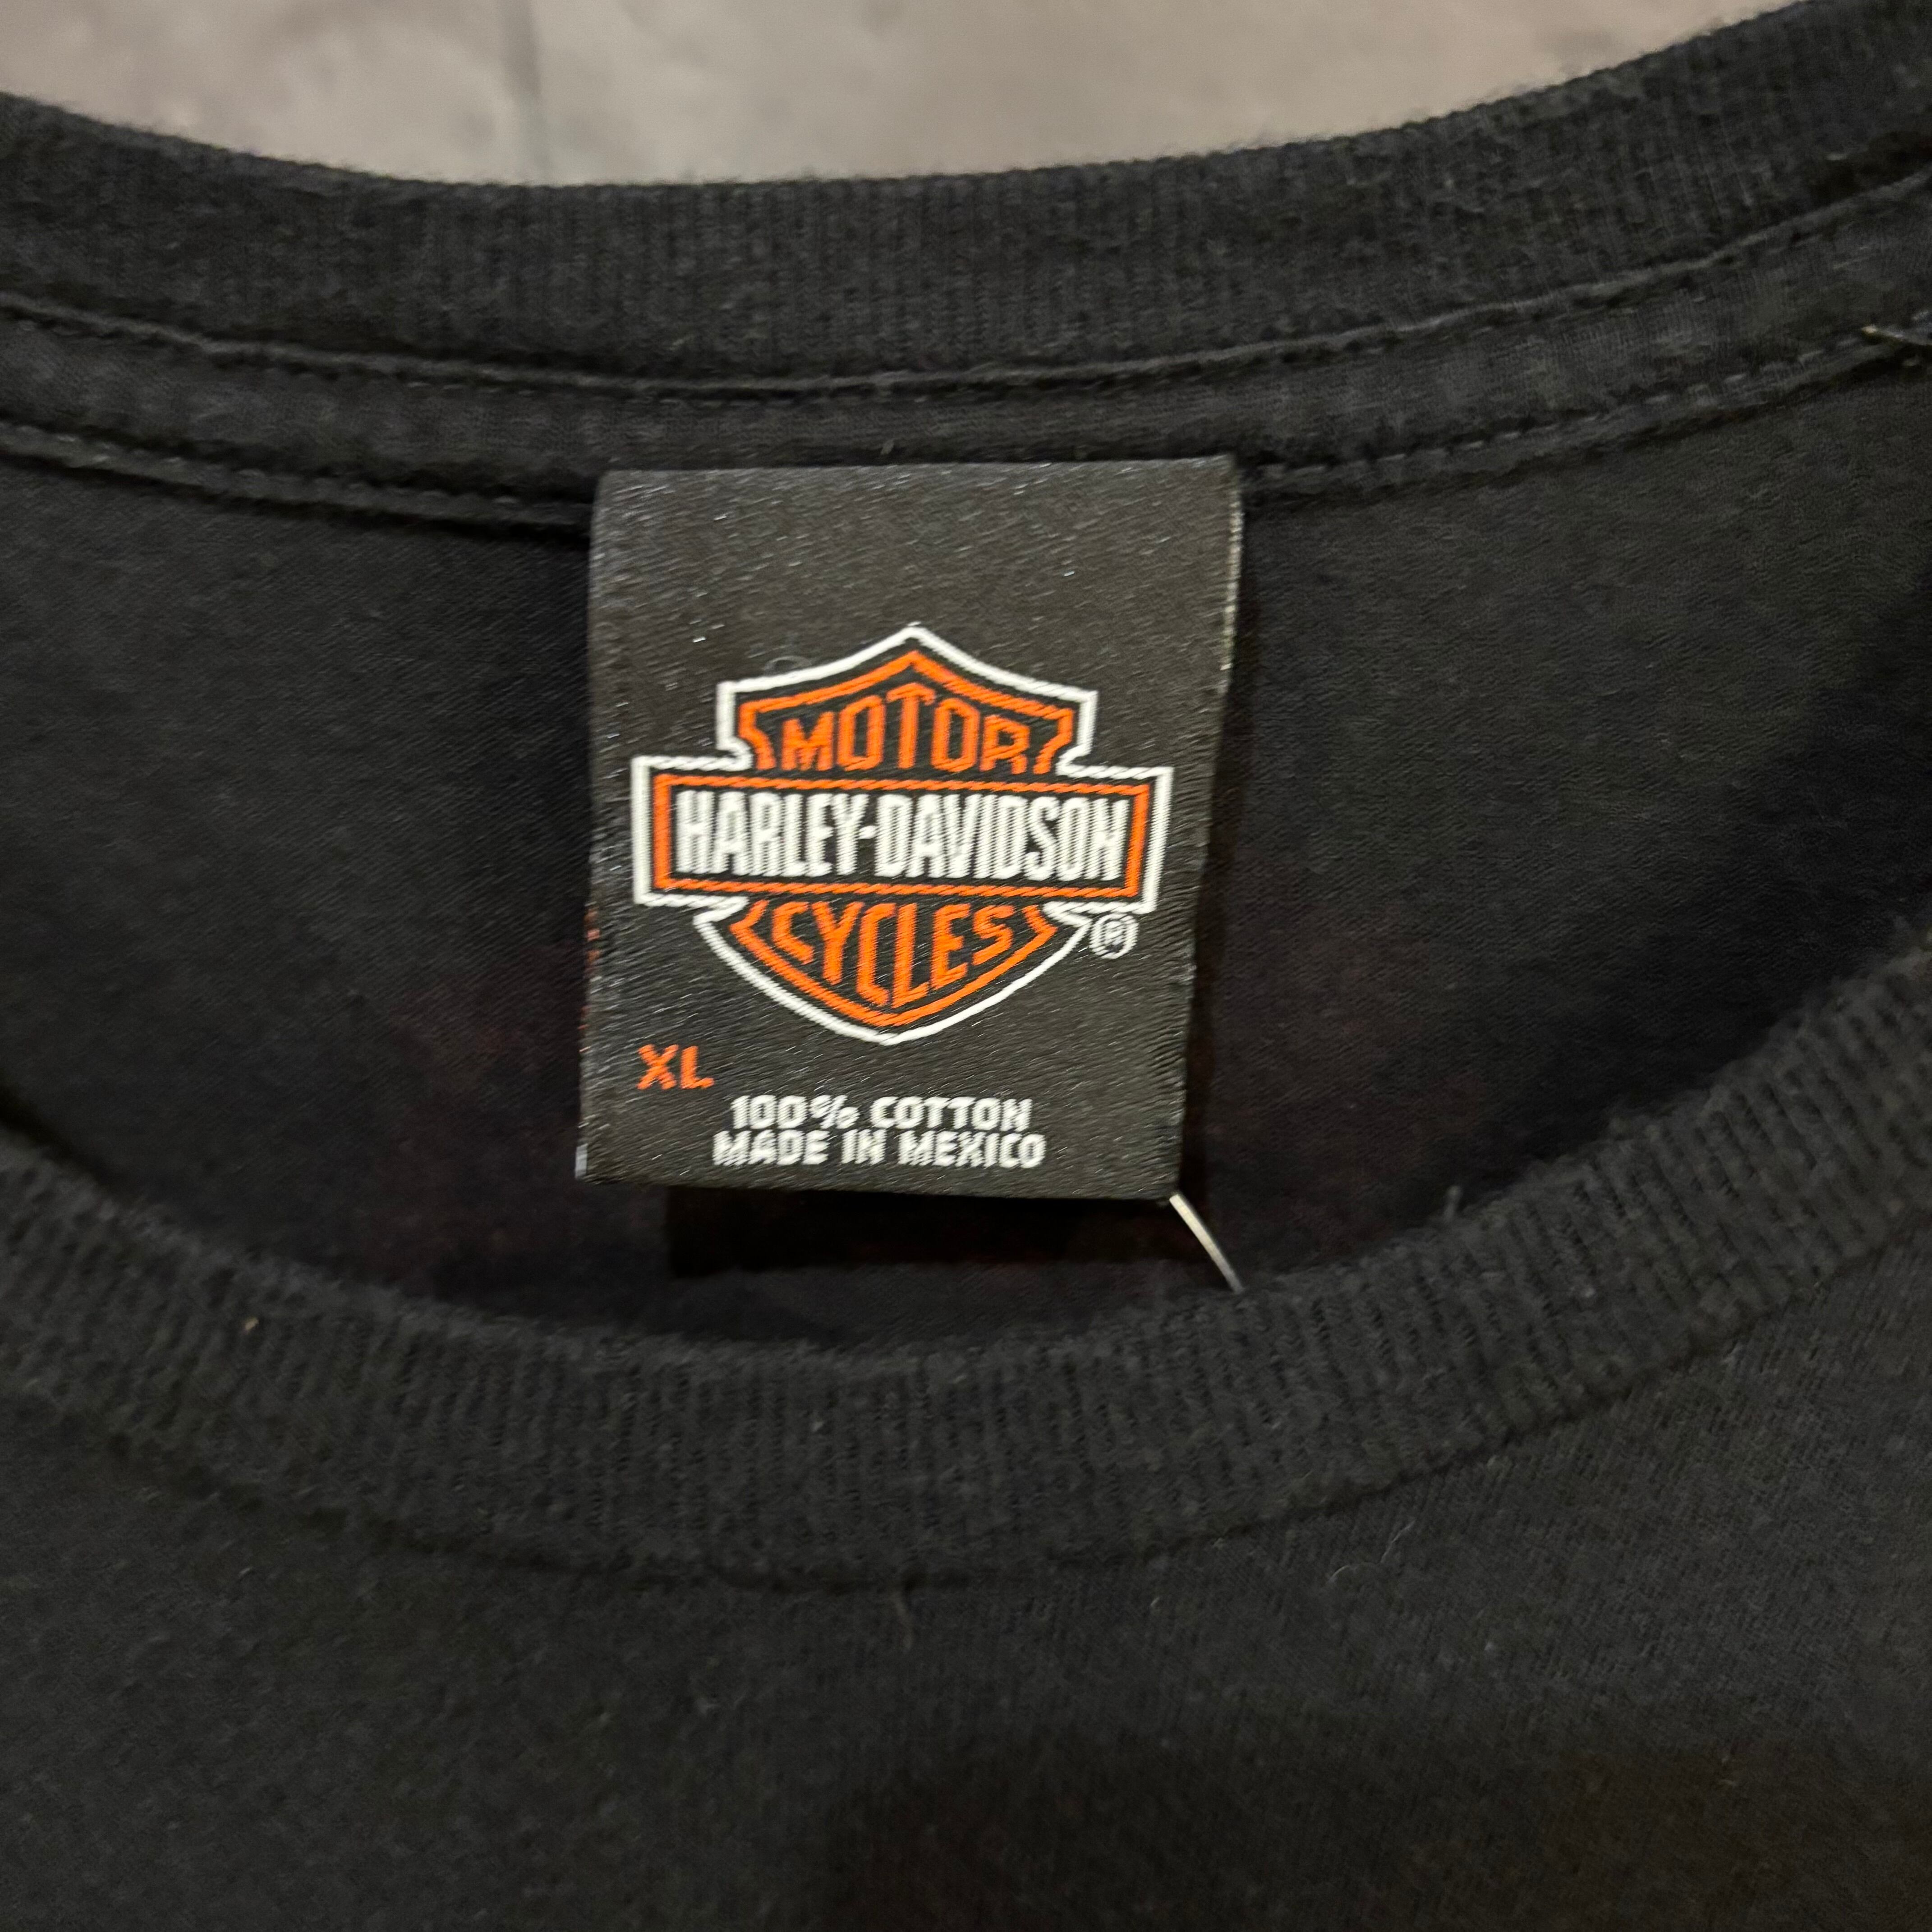 MOTOR
HARLEY-DAVIDSON
CYCLES
®
XL
100% COTTON
MADE IN MEXICO